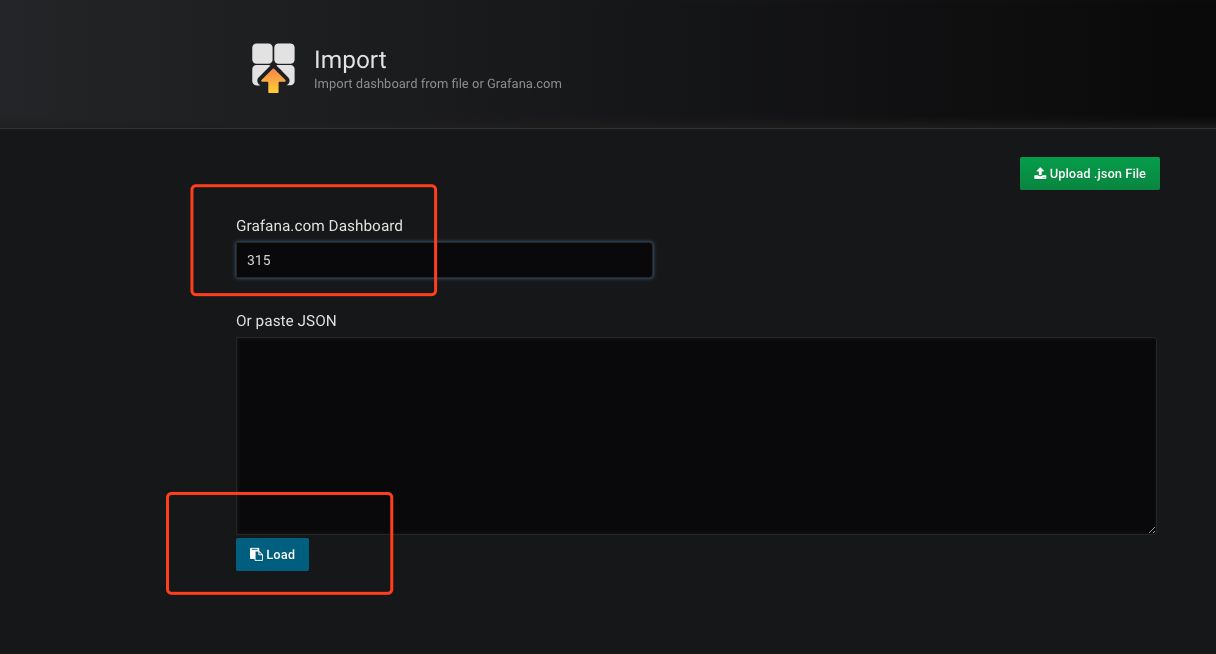 Import
Import dashboard from file or Grafana.com
Upload .json File
Grafana.com Dashboard
315
Or paste JSON
Load